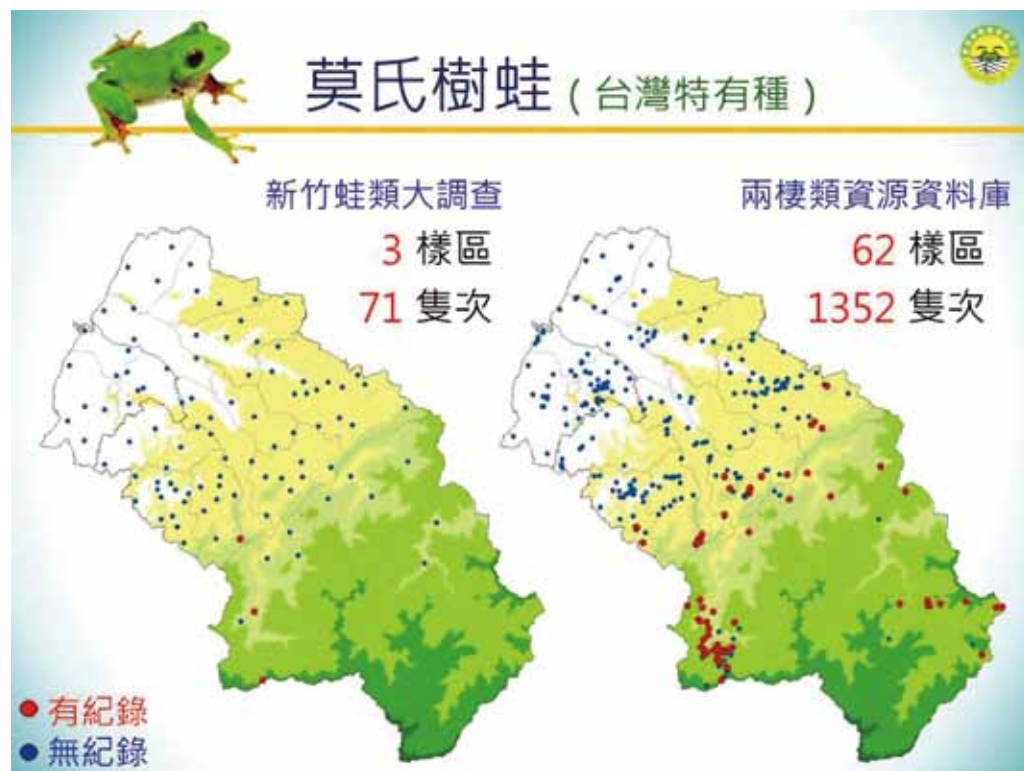 莫氏樹蛙（台灣特有種）
新竹蛙類大調查
3 樣區
71 隻次
兩棲類資源資料庫
62 樣區
1352 隻次
有紀錄
無紀錄